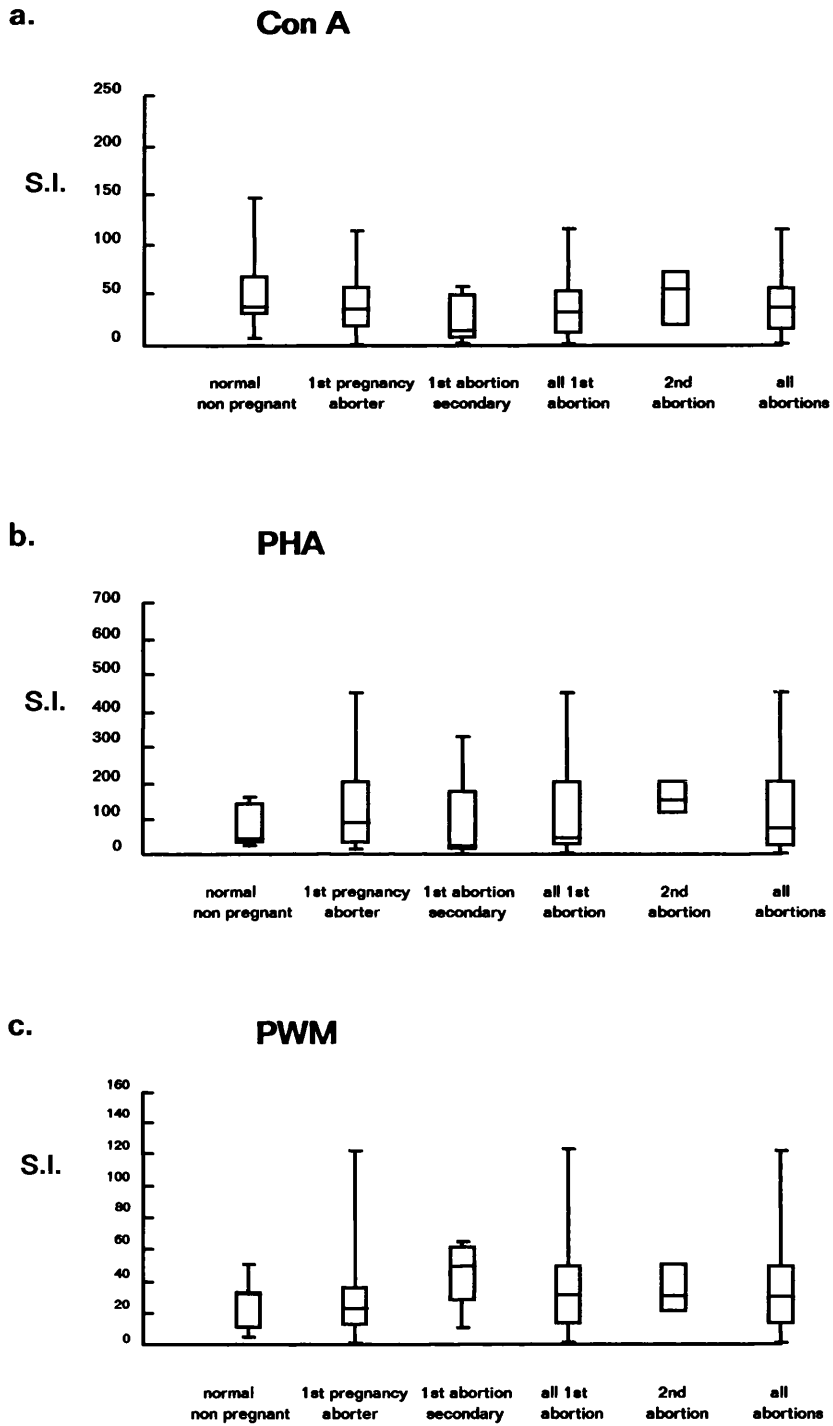 a.
Con A
250
200
S.I.
150
100
50
0
normal 1st pregnancy 1st abortion all 1st 2nd all
non pregnant aborter secondary abortion abortion abortions
b.
PHA
700
600
500
S.I.
400
300
200
100
0
normal 1st pregnancy 1st abortion all 1st 2nd all
non pregnant aborter secondary abortion abortion abortions
c.
PWM
160
140
120
S.I.
100
80
60
40
20
0
normal 1st pregnancy 1st abortion all 1st 2nd all
non pregnant aborter secondary abortion abortion abortions